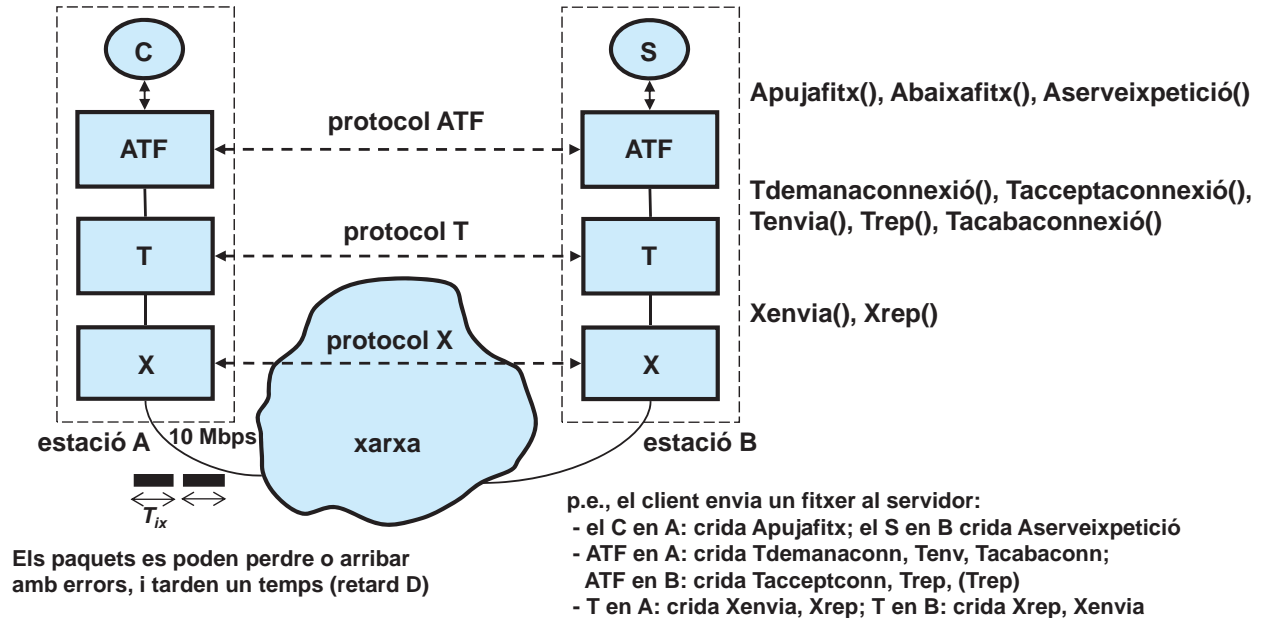 C
S
Apujafitx(), Abaixafitx(), Aserveixpetició()
protocol ATF
ATF
ATF
Tdemanaconnexió(), Tacceptaconnexió(),
Tenvia(), Trep(), Tacabaconnexió()
protocol T
T
T
Xenvia(), Xrep()
protocol X
X
X
estació A
10 Mbps
xarxa
estació B
Tix
p.e., el client envia un fitxer al servidor:
- el C en A: crida Apujafitx; el S en B crida Aserveixpetició
- ATF en A: crida Tdemanaconn, Tenv, Tacabaconn;
ATF en B: crida Tacceptconn, Trep, (Trep)
- T en A: crida Xenvia, Xrep; T en B: crida Xrep, Xenvia
Els paquets es poden perdre o arribar
amb errors, i tarden un temps (retard D)